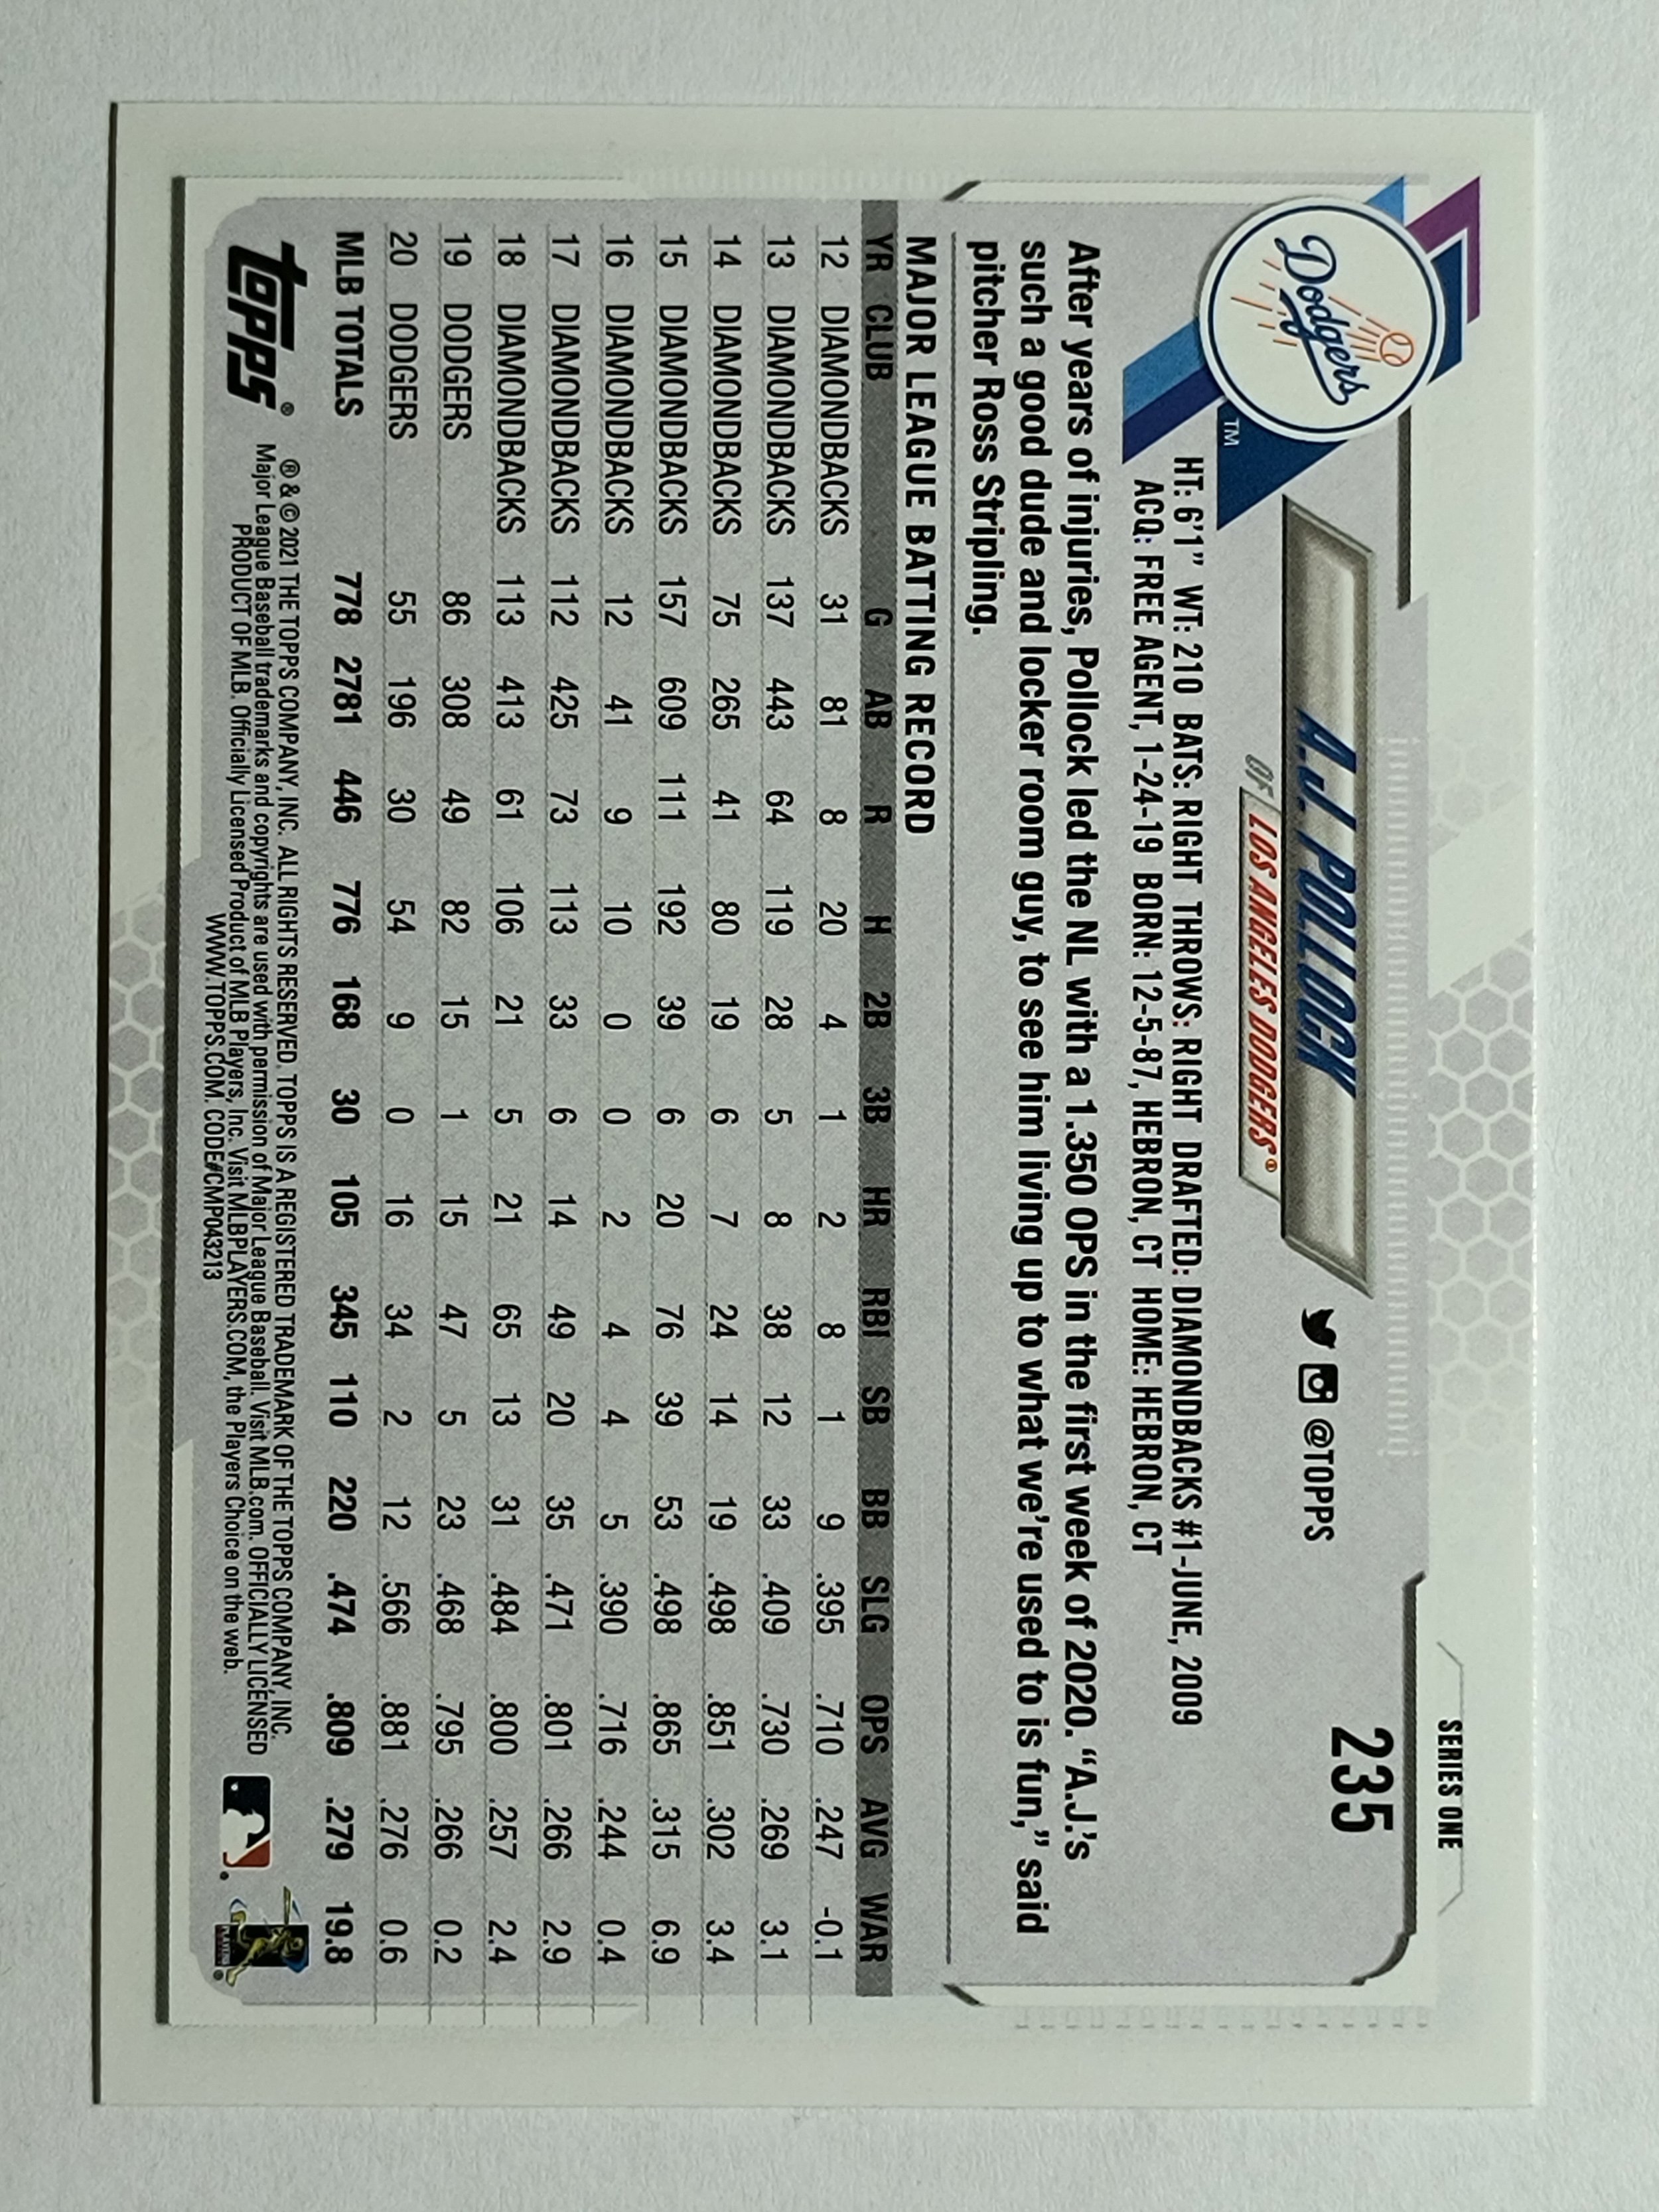 SERIES ONE
235
Dodgers
TM
A.J. POLLOCK
OF LOS ANGELES DODGERS®
@TOPPS
HT: 6'1" WT: 210 BATS: RIGHT THROWS: RIGHT DRAFTED: DIAMONDBACKS #1-JUNE, 2009
ACQ: FREE AGENT, 1-24-19 BORN: 12-5-87, HEBRON, CT HOME: HEBRON, CT
After years of injuries, Pollock led the NL with a 1.350 OPS in the first week of 2020. “A.J.’s
such a good dude and locker room guy, to see him living up to what we’re used to is fun,” said
pitcher Ross Stripling.
MAJOR LEAGUE BATTING RECORD
YR CLUB G AB R H 2B 3B HR RBI SB BB SLG OPS AVG WAR
12 DIAMONDBACKS 31 81 8 20 4 1 2 8 1 9 .395 .710 .247 -0.1
13 DIAMONDBACKS 137 443 64 119 28 5 8 38 12 33 .409 .730 .269 3.1
14 DIAMONDBACKS 75 265 41 80 19 6 7 24 14 19 .498 .851 .302 3.4
15 DIAMONDBACKS 157 609 111 192 39 6 20 76 39 53 .498 .865 .315 6.9
16 DIAMONDBACKS 12 41 9 10 0 0 2 4 4 5 .390 .716 .244 0.4
17 DIAMONDBACKS 112 425 73 113 33 6 14 49 20 35 .471 .801 .266 2.9
18 DIAMONDBACKS 113 413 61 106 21 5 21 65 13 31 .484 .800 .257 2.4
19 DODGERS 86 308 49 82 15 1 15 47 5 23 .468 .795 .266 0.2
20 DODGERS 55 196 30 54 9 0 16 34 2 12 .566 .881 .276 0.6
MLB TOTALS 778 2781 446 776 168 30 105 345 110 220 .474 .809 .279 19.8
topps®
® & © 2021 THE TOPPS COMPANY, INC. ALL RIGHTS RESERVED. TOPPS IS A REGISTERED TRADEMARK OF THE TOPPS COMPANY, INC.
Major League Baseball trademarks and copyrights are used with permission of Major League Baseball. Visit MLB.com. OFFICIALLY LICENSED
PRODUCT OF MLB. Officially Licensed Product of MLB Players, Inc. Visit MLBPLAYERS.COM, the Players Choice on the web.
WWW.TOPPS.COM. CODE#CMP043213
PLAYERS